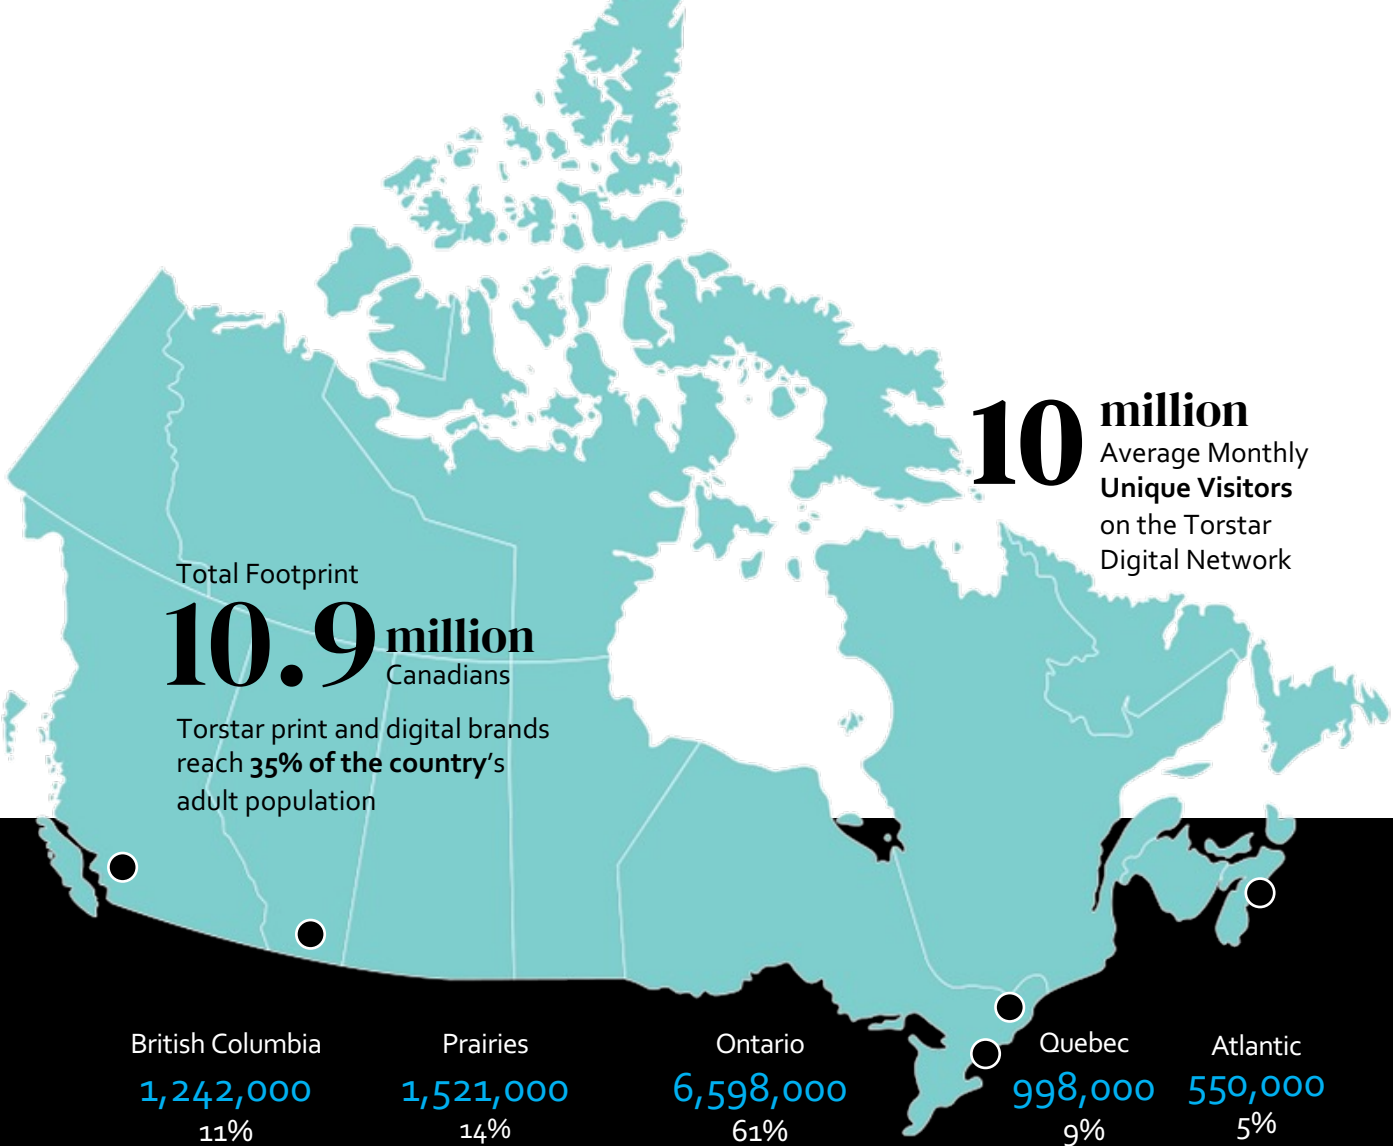 10 million
Average Monthly
Unique Visitors
on the Torstar
Digital Network
Total Footprint
10.9 million
Canadians
Torstar print and digital brands
reach 35% of the country's
adult population
British Columbia
1,242,000
11%
Prairies
1,521,000
14%
Ontario
6,598,000
61%
Quebec
998,000
9%
Atlantic
550,000
5%